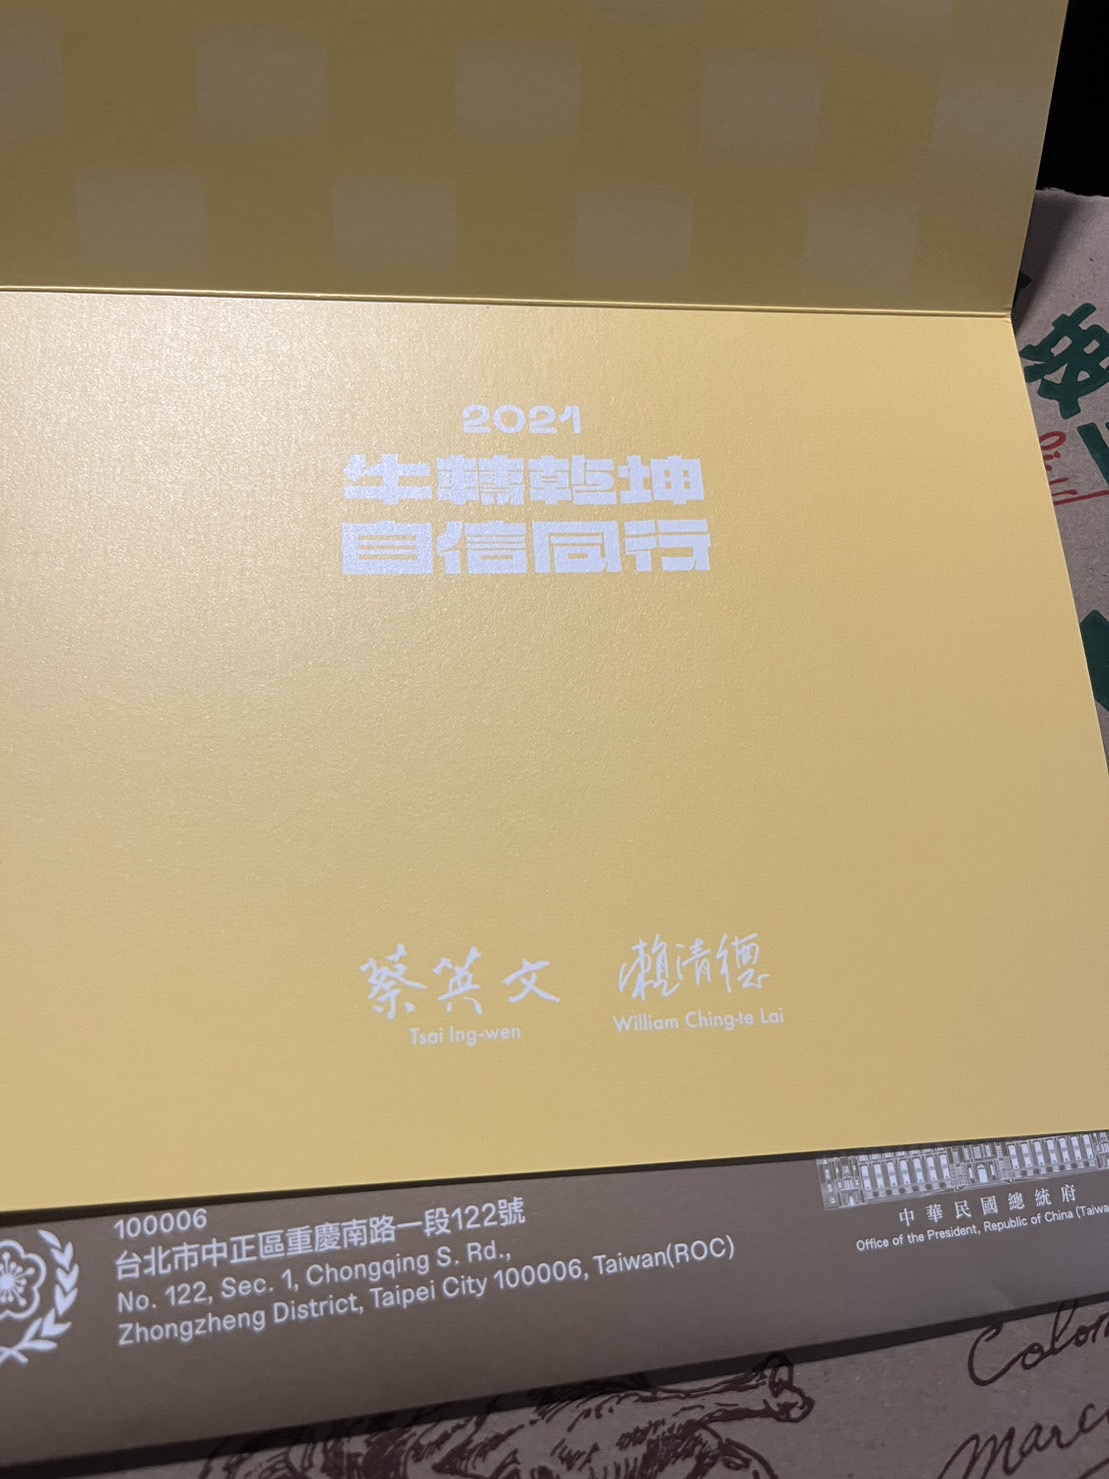 2021
牛轉乾坤
自信同行
蔡英文
Tsai Ing-wen
賴清德
William Ching-te Lai
100006
台北市中正區重慶南路一段122號
No. 122, Sec. 1, Chongqing S. Rd.,
Zhongzheng District, Taipei City 100006, Taiwan(ROC)
中華民國總統府
Office of the President, Republic of China (Taiwa